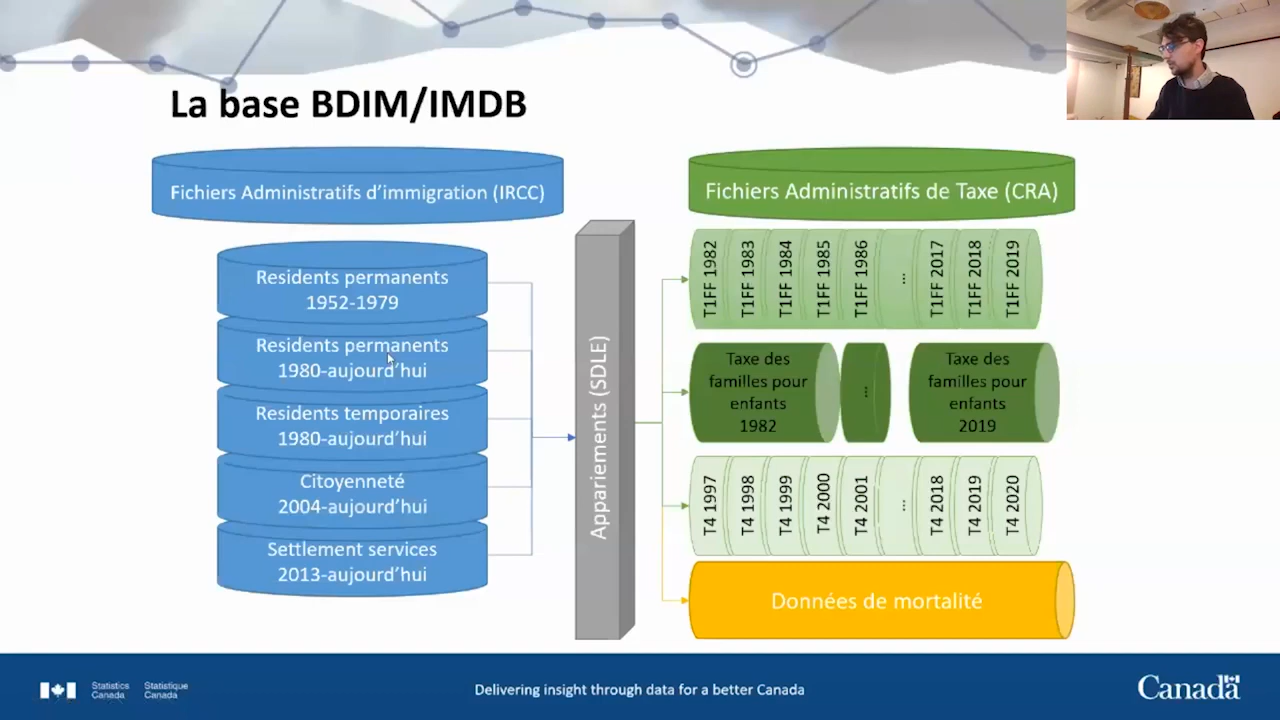 La base BDIM/IMDB
Fichiers Administratifs d'immigration (IRCC)
Residents permanents
1952-1979
Residents permanents
1980-aujourd'hui
Residents temporaires
1980-aujourd'hui
Citoyenneté
2004-aujourd'hui
Settlement services
2013-aujourd'hui
Appariements (SDLE)
Fichiers Administratifs de Taxe (CRA)
T1FF 1982
T1FF 1983
T1FF 1984
T1FF 1985
T1FF 1986
...
T1FF 2017
T1FF 2018
T1FF 2019
Taxe des
familles pour
enfants
1982
...
Taxe des
familles pour
enfants
2019
T4 1997
T4 1998
T4 1999
T4 2000
T4 2001
...
T4 2018
T4 2019
T4 2020
Données de mortalité
Statistics
Canada
Statistique
Canada
Delivering insight through data for a better Canada
Canada